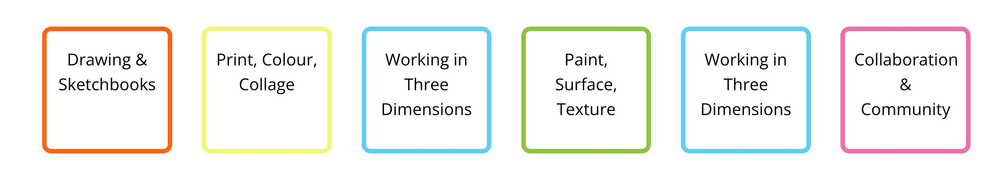 Drawing &
Sketchbooks
Print, Colour,
Collage
Working in
Three
Dimensions
Paint,
Surface,
Texture
Working in
Three
Dimensions
Collaboration
&
Community